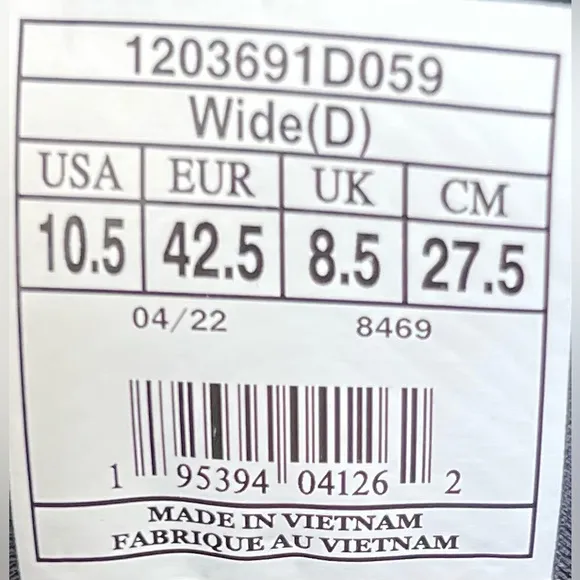 1203691D059
Wide(D)
USA EUR UK CM
10.5 42.5 8.5 27.5
04/22 8469
1 95394 04126 2
MADE IN VIETNAM
FABRIQUE AU VIETNAM